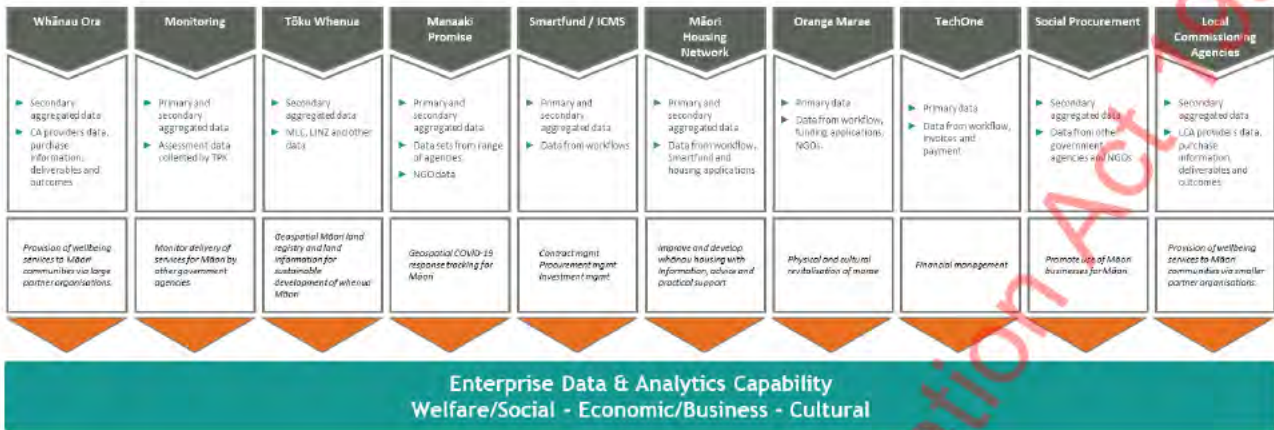 Whānau Ora
Monitoring
Tōku Whenua
Manaaki
Promise
Smartfund / ICMS
Māori
Housing
Network
Orange Marae
TechOne
Social Procurement
Local
Commissioning
Agencies
Secondary
aggregated data
CA providers data,
purchase
information,
deliverables and
outcomes
Primary and
secondary
aggregated data
Assessment data
collected by TPK
Secondary
aggregated data
MLC, LINZ and other
data
Primary and
secondary
aggregated data
Data sets from range
of agencies
NGO data
Primary and
secondary
aggregated data
Data from workflows
Primary and
secondary
aggregated data
Data from workflow,
Smartfund and
housing applications
Primary data
Data from workflow,
funding applications,
NGOs.
Primary data
Data from workflow,
invoices and
payment
Secondary
aggregated data
Data from other
government
agencies and NGOs
Secondary
aggregated data
LCA providers data,
purchase
information,
deliverables and
outcomes
Provision of wellbeing
services to Māori
communities via large
partner organisations.
Monitor delivery of
services for Māori by
other government
agencies
Geospatial Māori land
registry and land
information for
sustainable
development of whenua
Māori
Geospatial COVID-19
response tracking for
Māori
Contract mgmt
Procurement mgmt
Investment mgmt
Improve and develop
whānau housing with
information, advice and
practical support
Physical and cultural
revitalisation of marae
Financial management
Promote use of Māori
businesses for Māori
Provision of wellbeing
services to Māori
communities via smaller
partner organisations.
Enterprise Data & Analytics Capability
Welfare/Social - Economic/Business - Cultural
Act